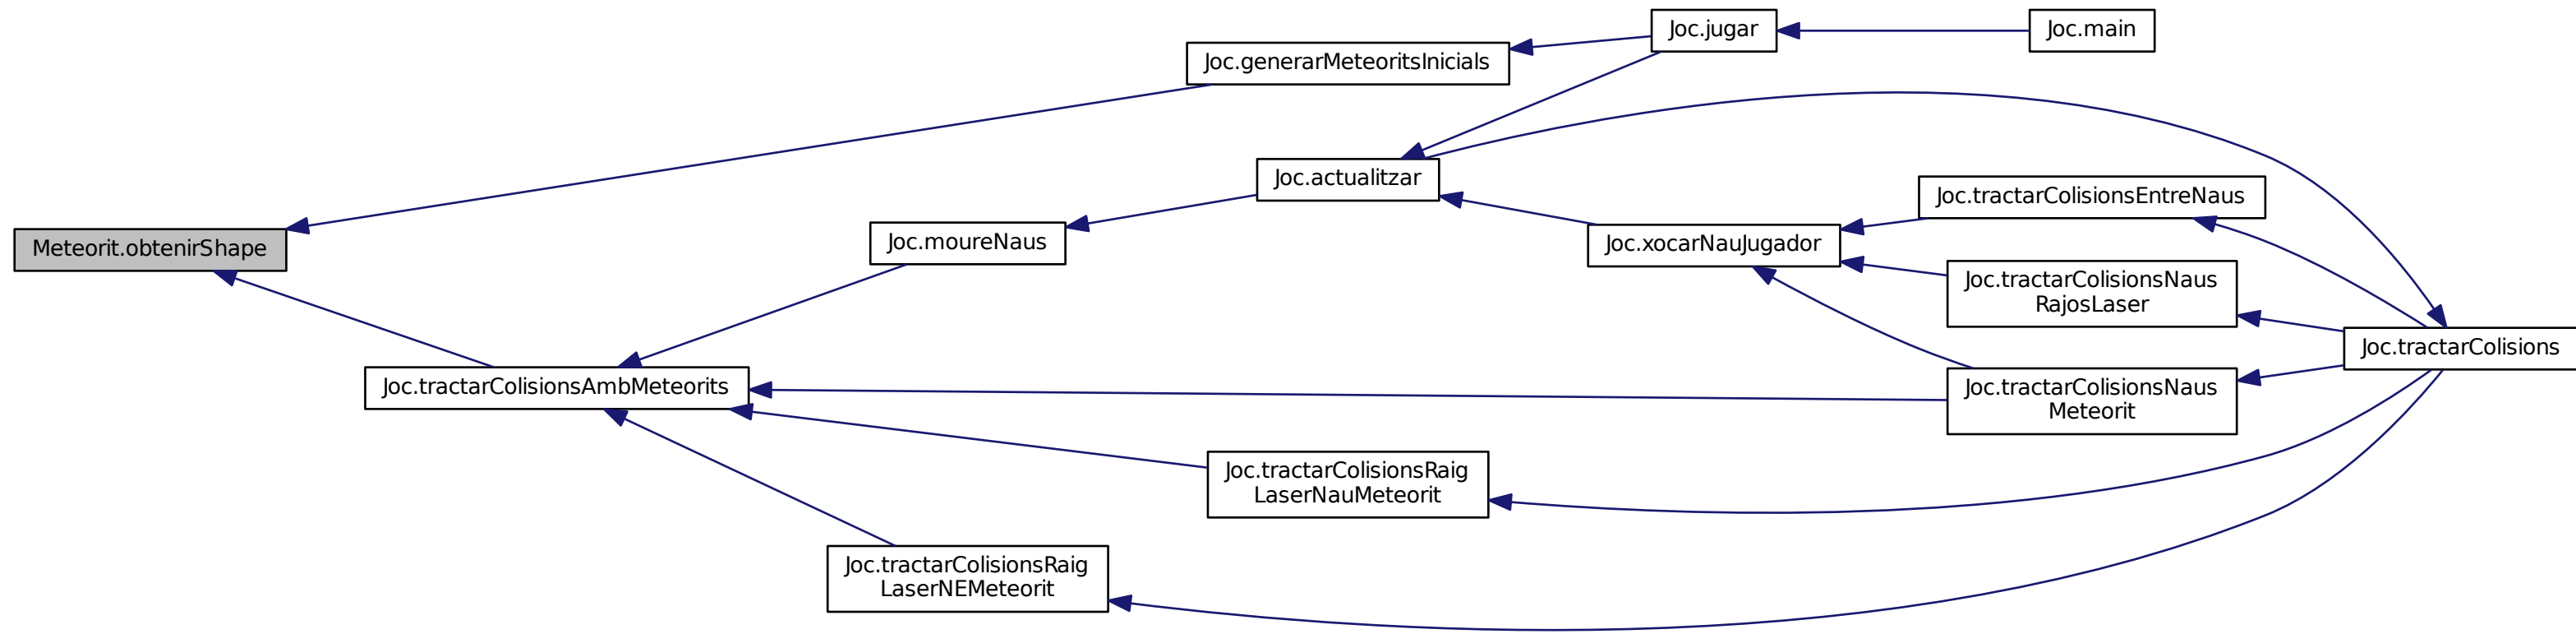 Joc.jugar
Joc.main
Joc.generarMeteoritsInicials
Joc.actualitzar
Joc.tractarColisionsEntreNaus
Meteorit.obtenirShape
Joc.moureNaus
Joc.xocarNauJugador
Joc.tractarColisionsNaus
RajosLaser
Joc.tractarColisions
Joc.tractarColisionsAmbMeteorits
Joc.tractarColisionsNaus
Meteorit
Joc.tractarColisionsRaig
LaserNauMeteorit
Joc.tractarColisionsRaig
LaserNEMeteorit